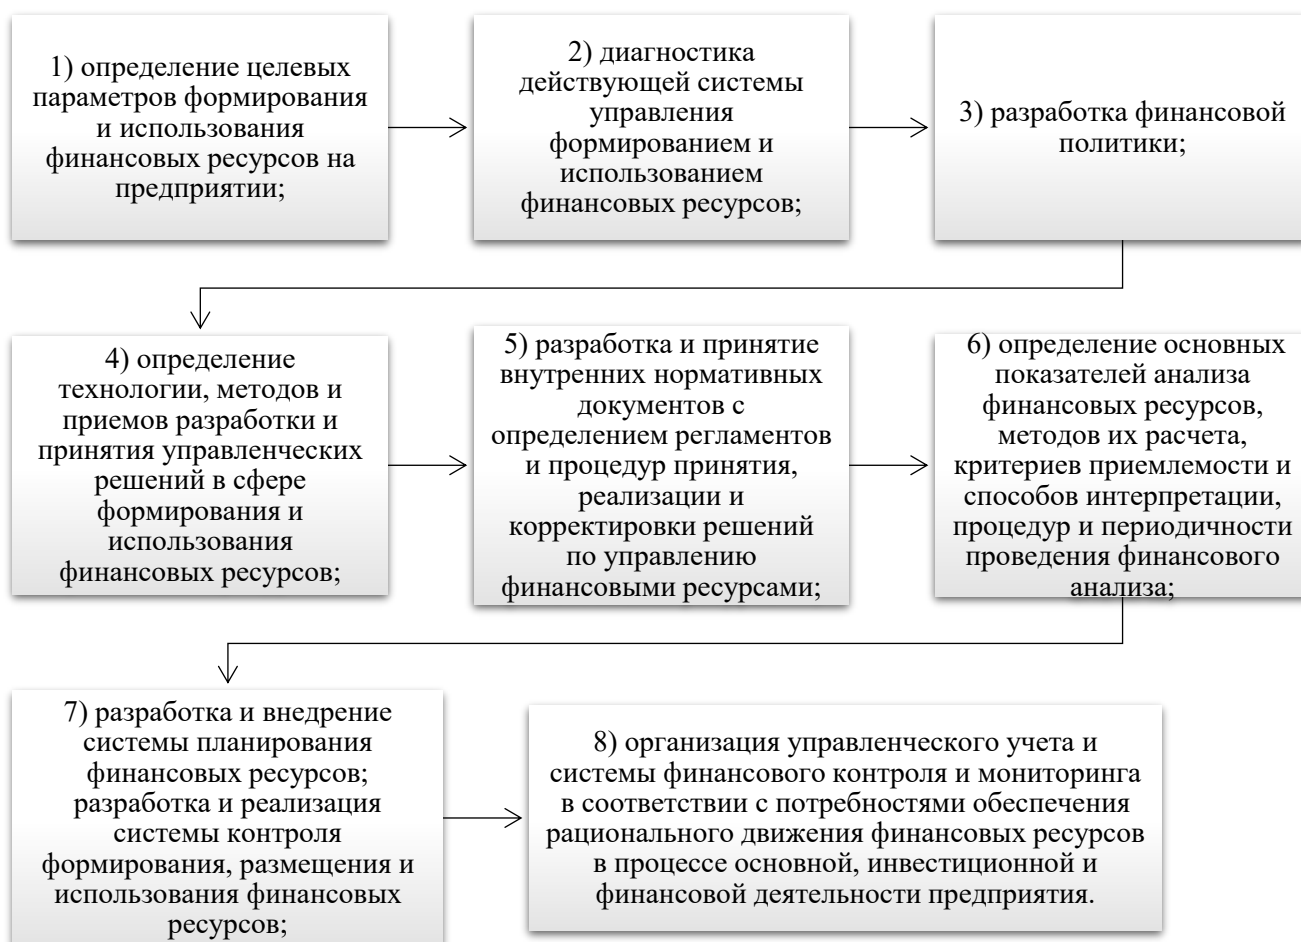 1) определение целевых
параметров формирования
и использования
финансовых ресурсов на
предприятии;
2) диагностика
действующей системы
управления
формированием и
использованием
финансовых ресурсов;
3) разработка финансовой
политики;
4) определение
технологии, методов и
приемов разработки и
принятия управленческих
решений в сфере
формирования и
использования
финансовых ресурсов;
5) разработка и принятие
внутренних нормативных
документов с
определением регламентов
и процедур принятия,
реализации и
корректировки решений
по управлению
финансовыми ресурсами;
6) определение основных
показателей анализа
финансовых ресурсов,
методов их расчета,
критериев приемлемости и
способов интерпретации,
процедур и периодичности
проведения финансового
анализа;
7) разработка и внедрение
системы планирования
финансовых ресурсов;
разработка и реализация
системы контроля
формирования, размещения и
использования финансовых
ресурсов;
8) организация управленческого учета и
системы финансового контроля и мониторинга
в соответствии с потребностями обеспечения
рационального движения финансовых ресурсов
в процессе основной, инвестиционной и
финансовой деятельности предприятия.